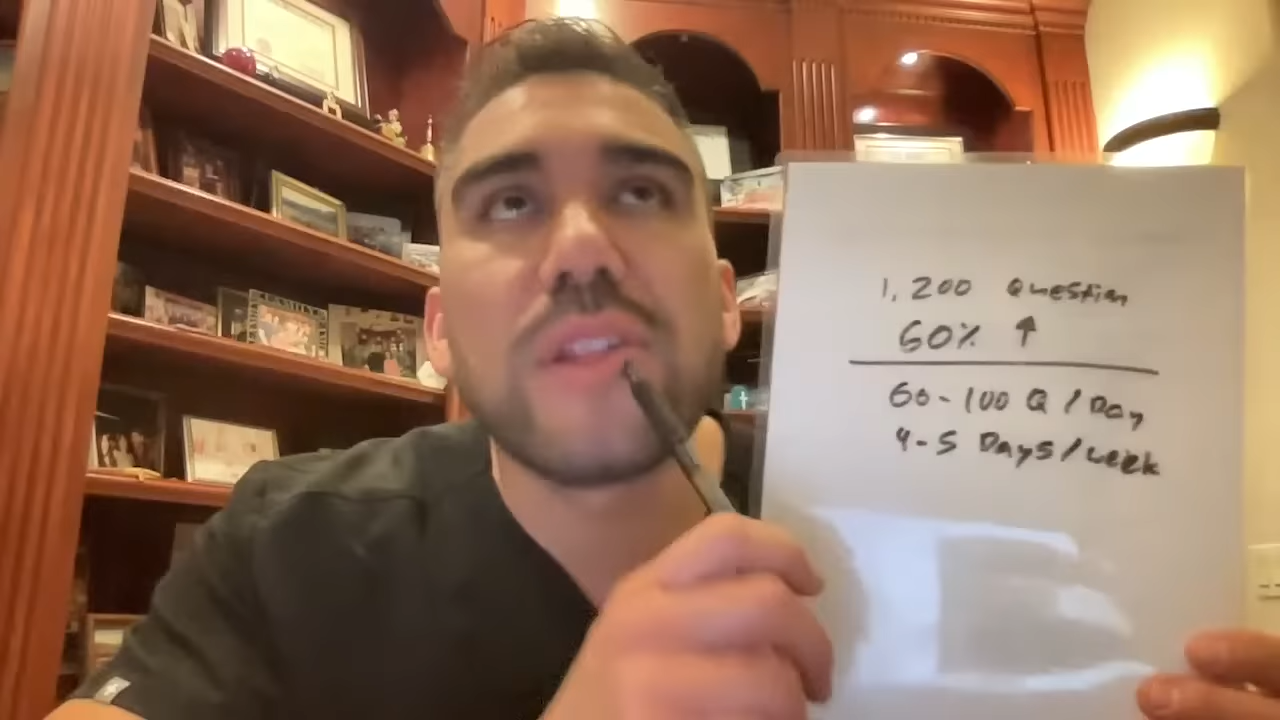 1,200 Question
60% ↑
60-100 Q / Day
4-5 Days/week